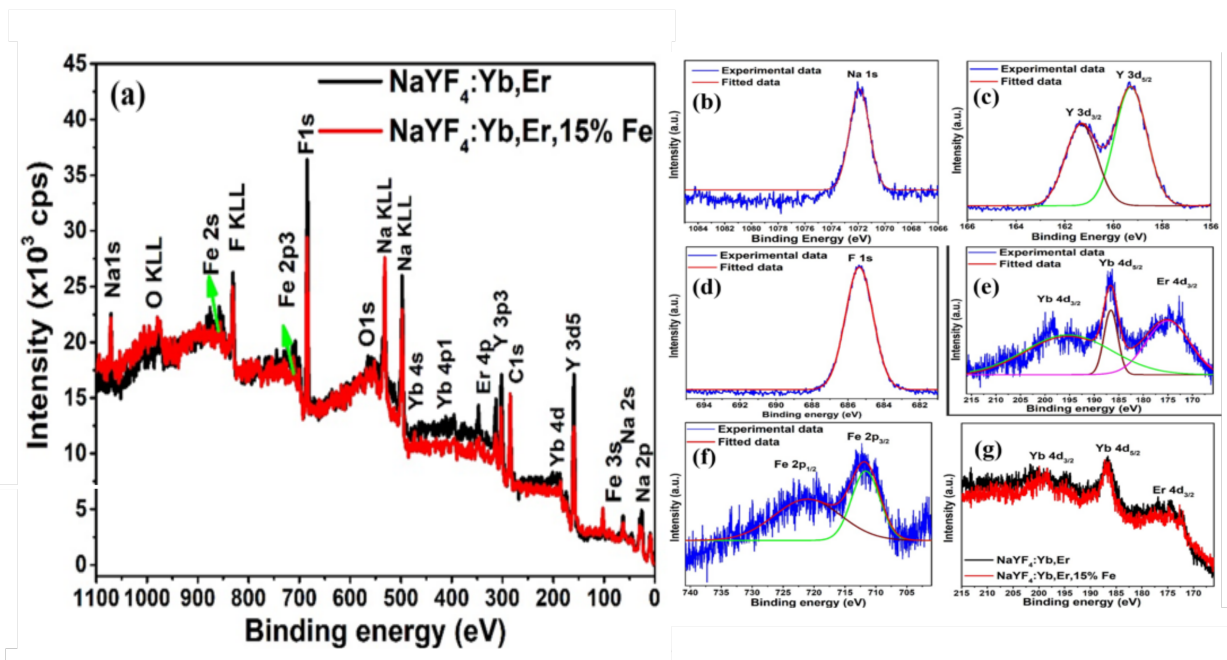 (a)
NaYF4:Yb,Er
NaYF4:Yb,Er,15% Fe
Intensity (x10³ cps)
45
40
35
30
25
20
15
10
5
0
Na1s
O KLL
Fe 2s
F KLL
Fe 2p3
F1s
O1s
Na KLL
Na KLL
Yb 4s
Yb 4p1
Er 4p
Y 3p3
C1s
Yb 4d
Y 3d5
Fe 3s
Na 2s
Na 2p
1100 1000 900 800 700 600 500 400 300 200 100 0
Binding energy (eV)
Experimental data
Fitted data
(b)
Na 1s
Intensity (a.u.)
1084 1082 1080 1078 1076 1074 1072 1070 1068 1066
Binding Energy (eV)
Experimental data
Fitted data
(c)
Y 3d3/2
Y 3d5/2
Intensity (a.u.)
166 164 162 160 158 156
Binding Energy (eV)
Experimental data
Fitted data
(d)
F 1s
Intensity (a.u.)
694 692 690 688 686 684 682 680
Binding energy (eV)
Experimental data
Fitted data
(e)
Yb 4d3/2
Yb 4d5/2
Er 4d3/2
Intensity (a.u.)
215 210 205 200 195 190 185 180 175 170
Binding energy (eV)
Experimental data
Fitted data
(f)
Fe 2p1/2
Fe 2p3/2
Intensity (a.u.)
740 735 730 725 720 715 710 705
Binding energy (eV)
(g)
Yb 4d3/2
Yb 4d5/2
Er 4d3/2
NaYF4:Yb,Er
NaYF4:Yb,Er,15% Fe
Intensity (a.u.)
215 210 205 200 195 190 185 180 175 170
Binding energy (eV)